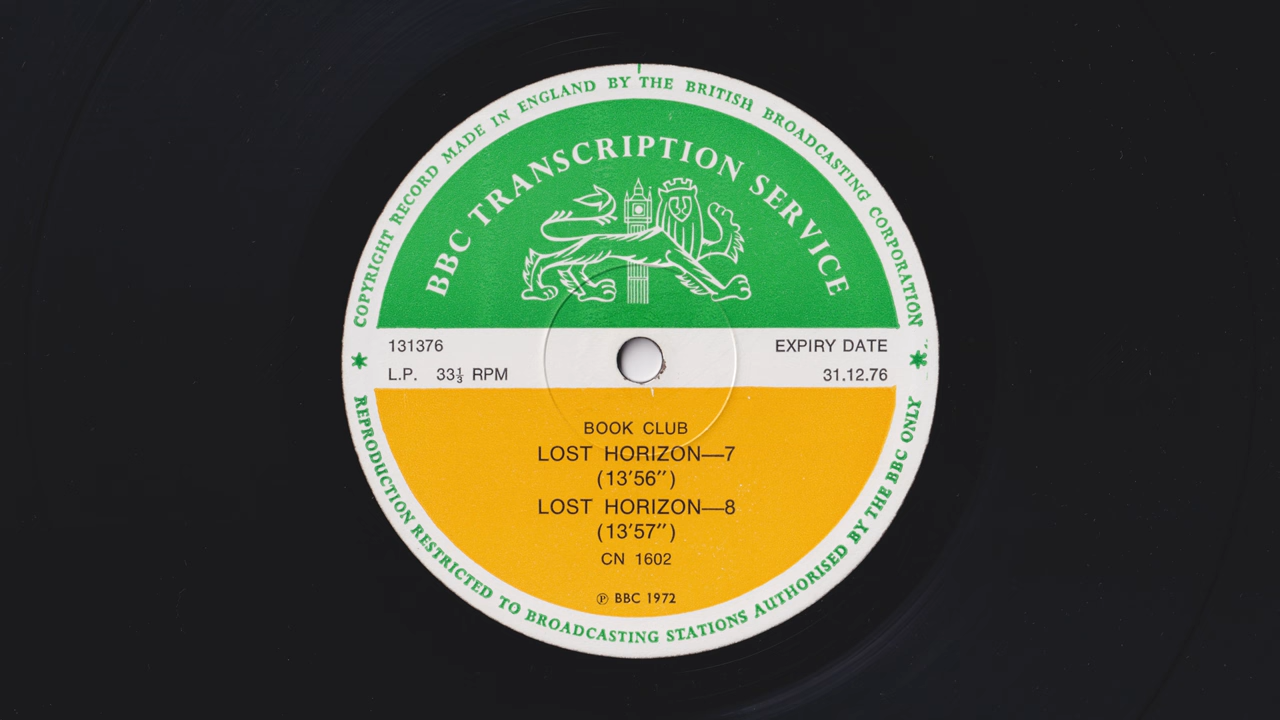 COPYRIGHT RECORD MADE IN ENGLAND BY THE BRITISH BROADCASTING CORPORATION
BBC TRANSCRIPTION SERVICE
131376
EXPIRY DATE
L.P. 33⅓ RPM
31.12.76
BOOK CLUB
LOST HORIZON—7
(13′56″)
LOST HORIZON—8
(13′57″)
CN 1602
℗ BBC 1972
REPRODUCTION RESTRICTED TO BROADCASTING STATIONS AUTHORISED BY THE BBC ONLY